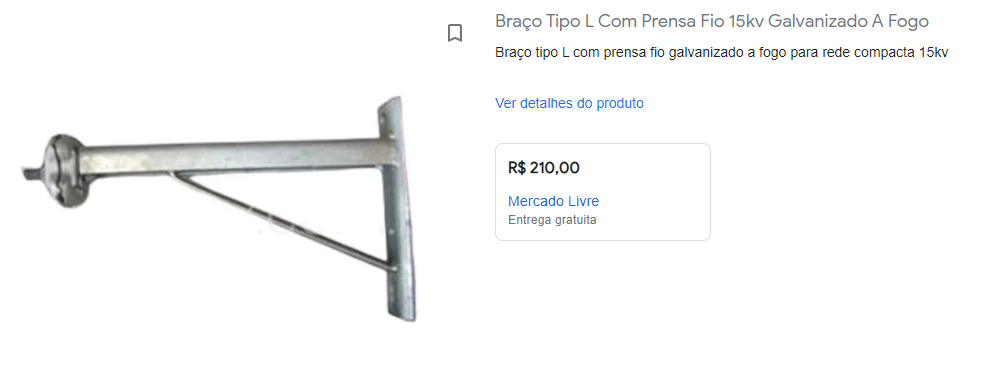 Braço Tipo L Com Prensa Fio 15kv Galvanizado A Fogo
Braço tipo L com prensa fio galvanizado a fogo para rede compacta 15kv
Ver detalhes do produto
R$ 210,00
Mercado Livre
Entrega gratuita